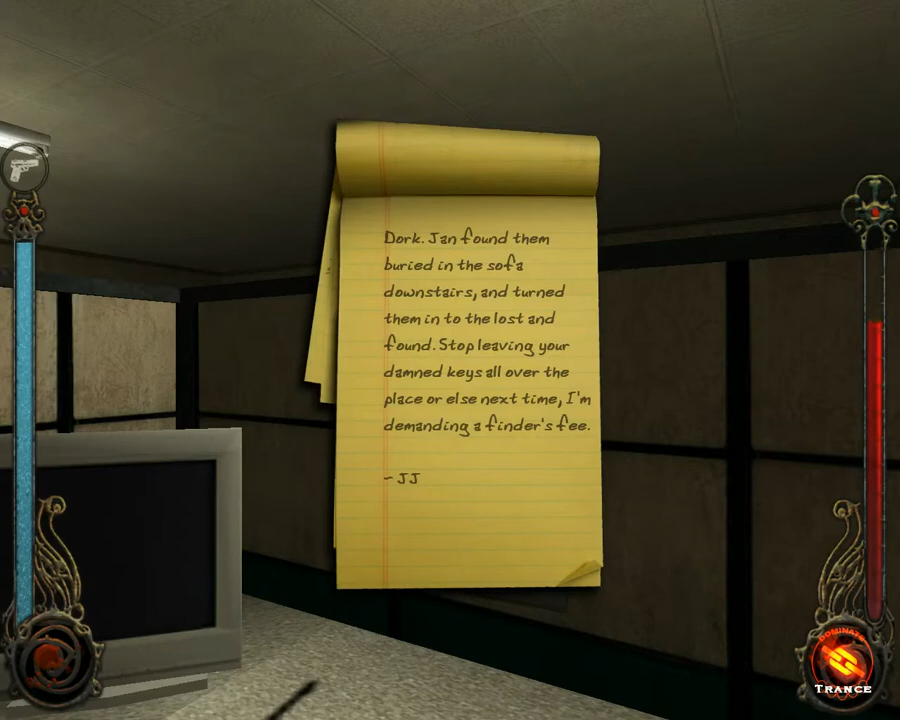 Dork. Jan found them
buried in the sofa
downstairs, and turned
them in to the lost and
found. Stop leaving your
damned keys all over the
place or else next time, I'm
demanding a finder's fee.
~ JJ
DOMINATE
TRANCE